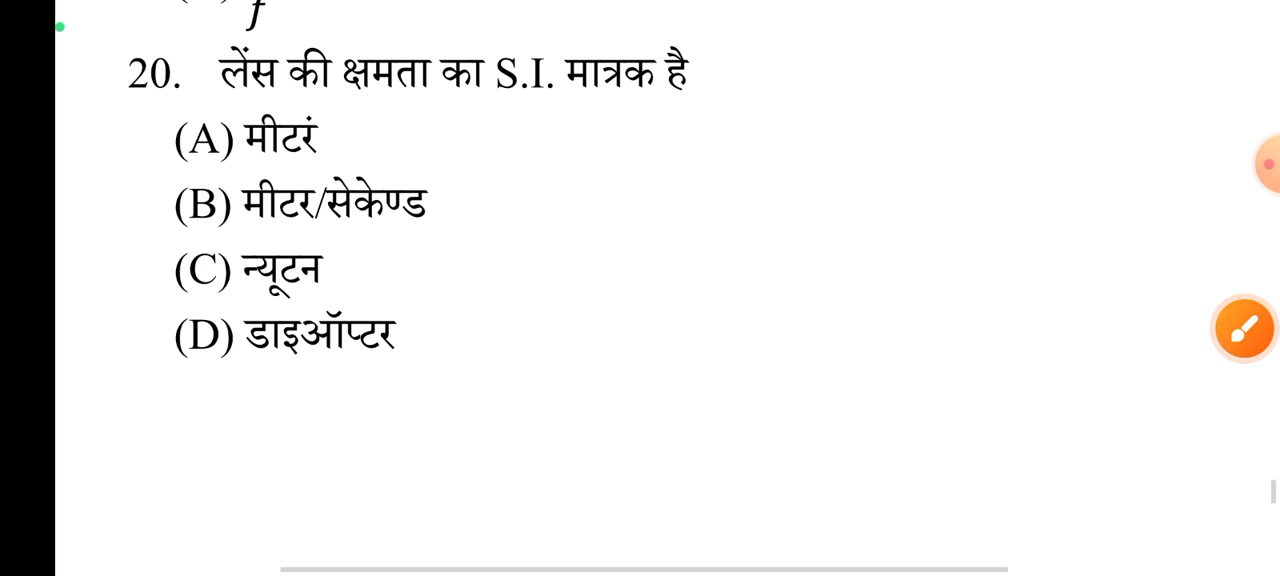 f
20. लेंस की क्षमता का S.I. मात्रक है
(A) मीटरं
(B) मीटर/सेकेण्ड
(C) न्यूटन
(D) डाइऑप्टर